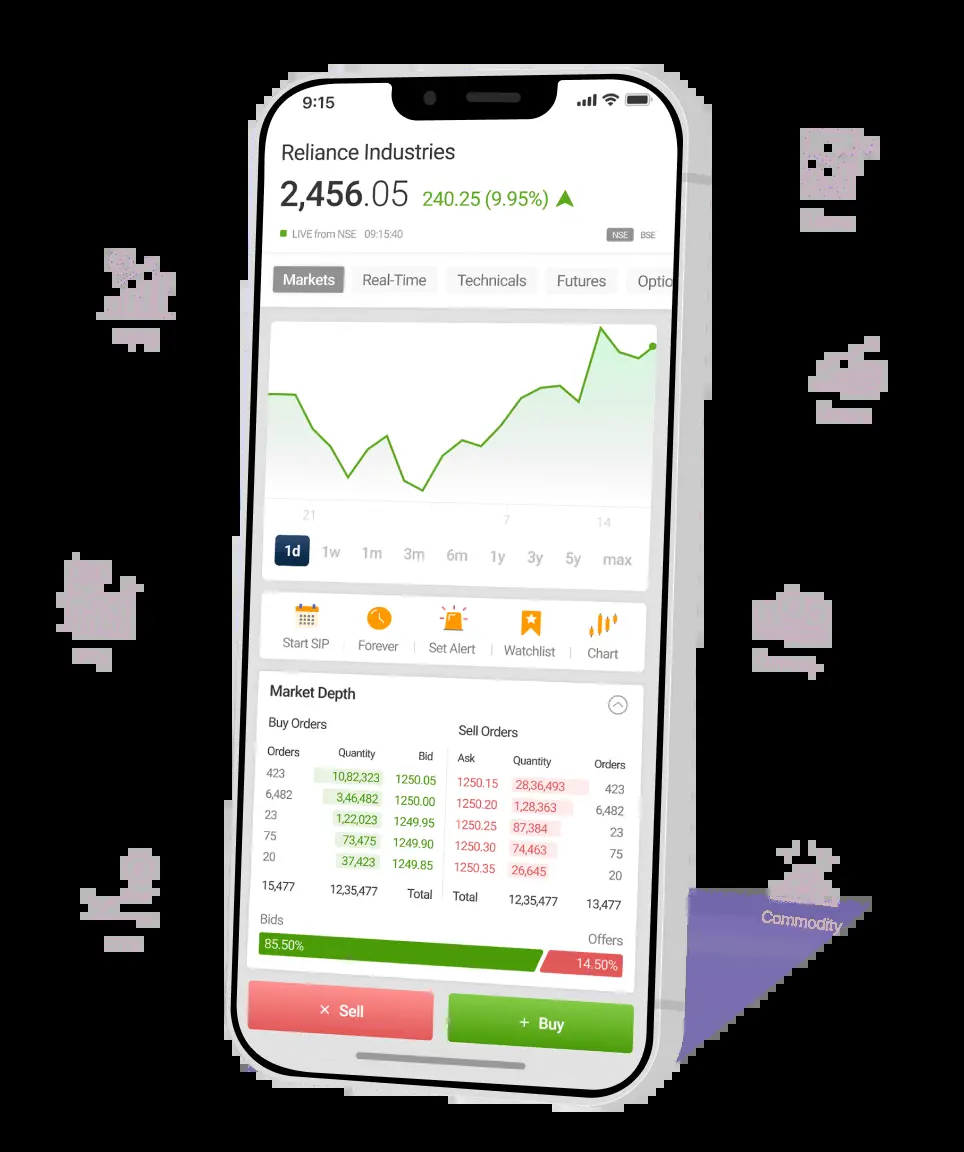 9:15
Reliance Industries
2,456.05 240.25 (9.95%)
LIVE from NSE 09:15:40 NSE BSE
Markets Real-Time Technicals Futures Optio
21 7 14
1d 1w 1m 3m 6m 1y 3y 5y max
Start SIP Forever Set Alert Watchlist Chart
Market Depth
Buy Orders Sell Orders
Orders Quantity Bid Ask Quantity Orders
423 10,82,323 1250.05 1250.15 28,36,493 423
6,482 3,46,482 1250.00 1250.20 1,28,363 6,482
23 1,22,023 1249.95 1250.25 87,384 23
75 73,475 1249.90 1250.30 74,463 75
20 37,423 1249.85 1250.35 26,645 20
15,477 12,35,477 Total Total 12,35,477 13,477
Bids Offers
85.50% 14.50%
× Sell + Buy
Commodity